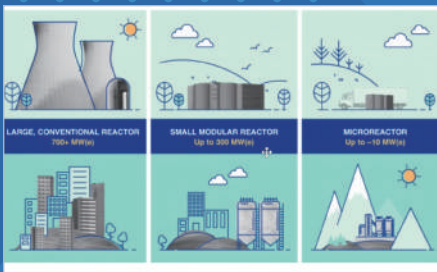 LARGE, CONVENTIONAL REACTOR
700+ MW(e)
SMALL MODULAR REACTOR
Up to 300 MW(e)
MICROREACTOR
Up to ~10 MW(e)